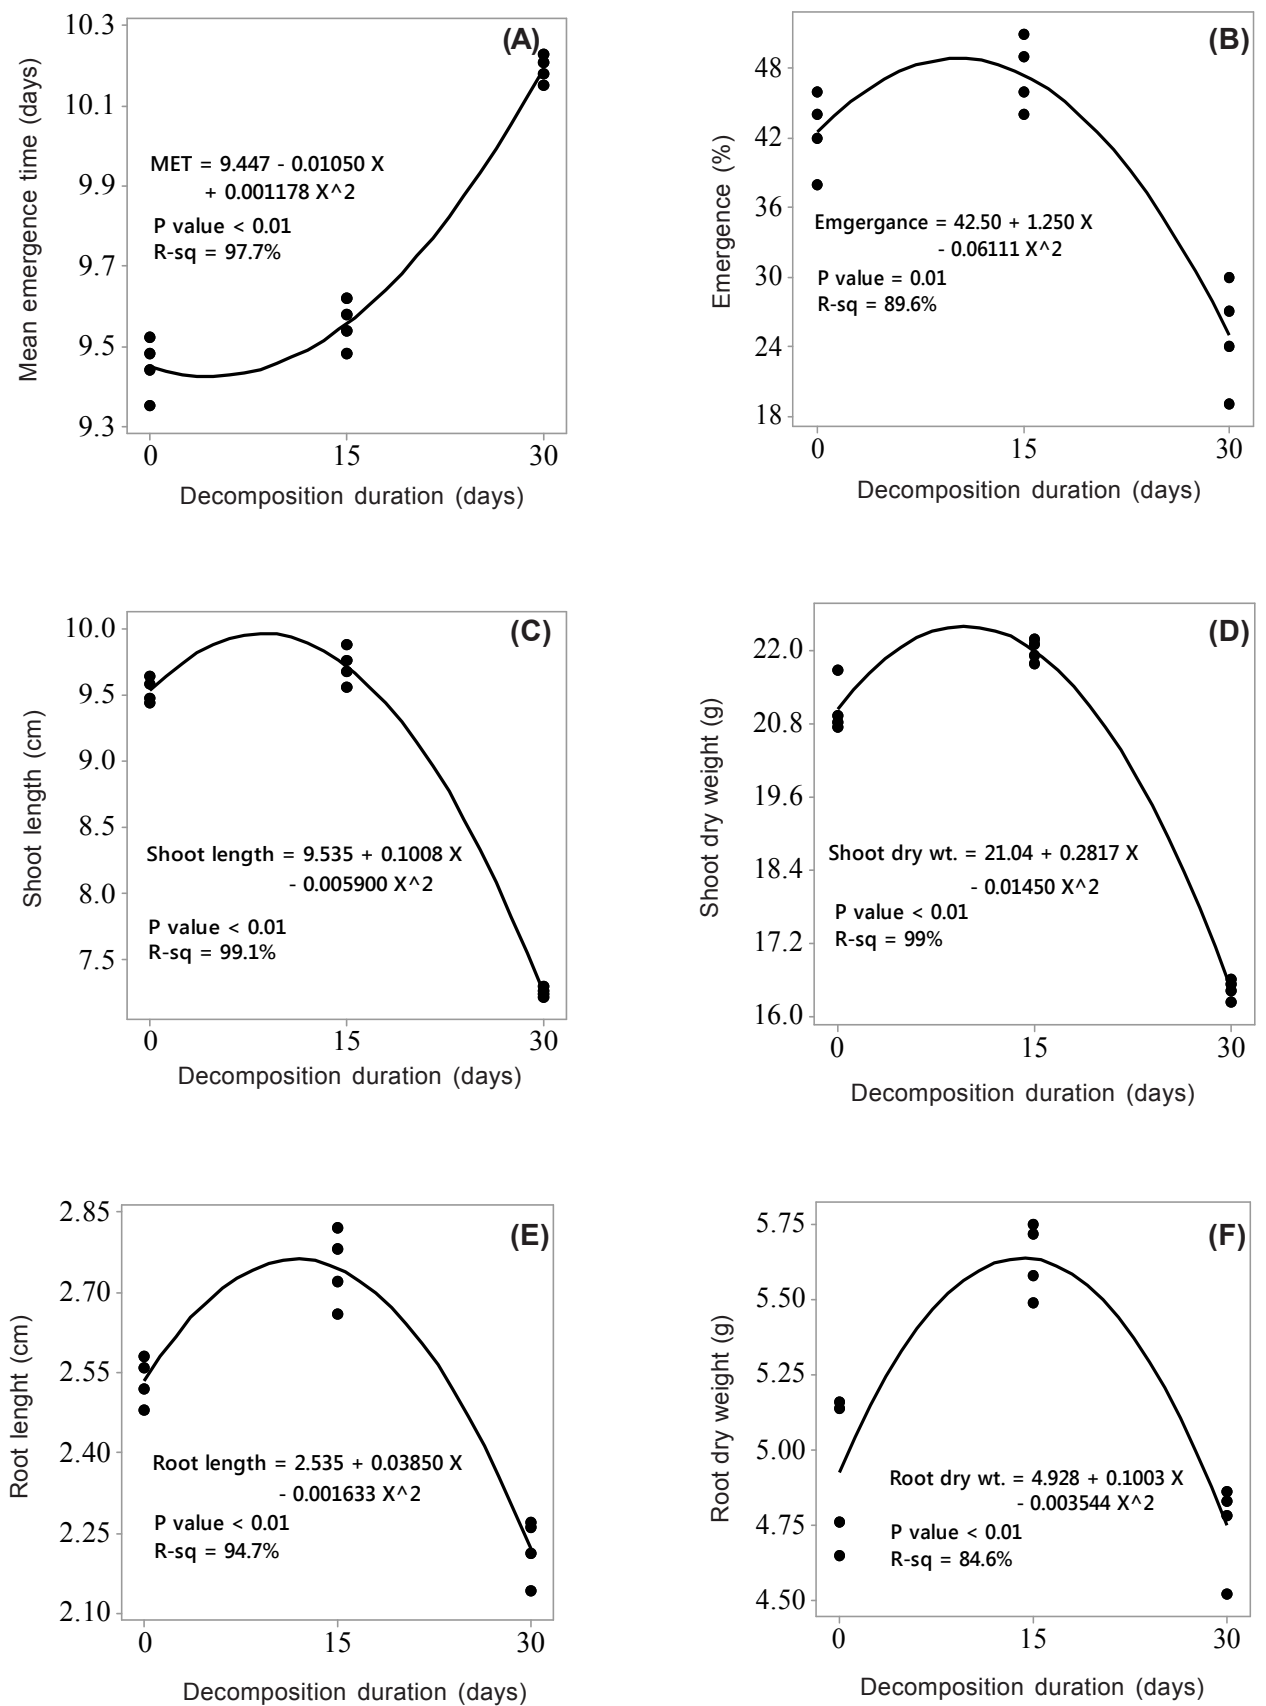 (A)
Mean emergence time (days)
10.3
10.1
9.9
9.7
9.5
9.3
MET = 9.447 - 0.01050 X
+ 0.001178 X^2
P value < 0.01
R-sq = 97.7%
0 15 30
Decomposition duration (days)
(B)
Emergence (%)
48
42
36
30
24
18
Emgergance = 42.50 + 1.250 X
- 0.06111 X^2
P value = 0.01
R-sq = 89.6%
0 15 30
Decomposition duration (days)
(C)
Shoot length (cm)
10.0
9.5
9.0
8.5
8.0
7.5
Shoot length = 9.535 + 0.1008 X
- 0.005900 X^2
P value < 0.01
R-sq = 99.1%
0 15 30
Decomposition duration (days)
(D)
Shoot dry weight (g)
22.0
20.8
19.6
18.4
17.2
16.0
Shoot dry wt. = 21.04 + 0.2817 X
- 0.01450 X^2
P value < 0.01
R-sq = 99%
0 15 30
Decomposition duration (days)
(E)
Root lenght (cm)
2.85
2.70
2.55
2.40
2.25
2.10
Root length = 2.535 + 0.03850 X
- 0.001633 X^2
P value < 0.01
R-sq = 94.7%
0 15 30
Decomposition duration (days)
(F)
Root dry weight (g)
5.75
5.50
5.25
5.00
4.75
4.50
Root dry wt. = 4.928 + 0.1003 X
- 0.003544 X^2
P value < 0.01
R-sq = 84.6%
0 15 30
Decomposition duration (days)